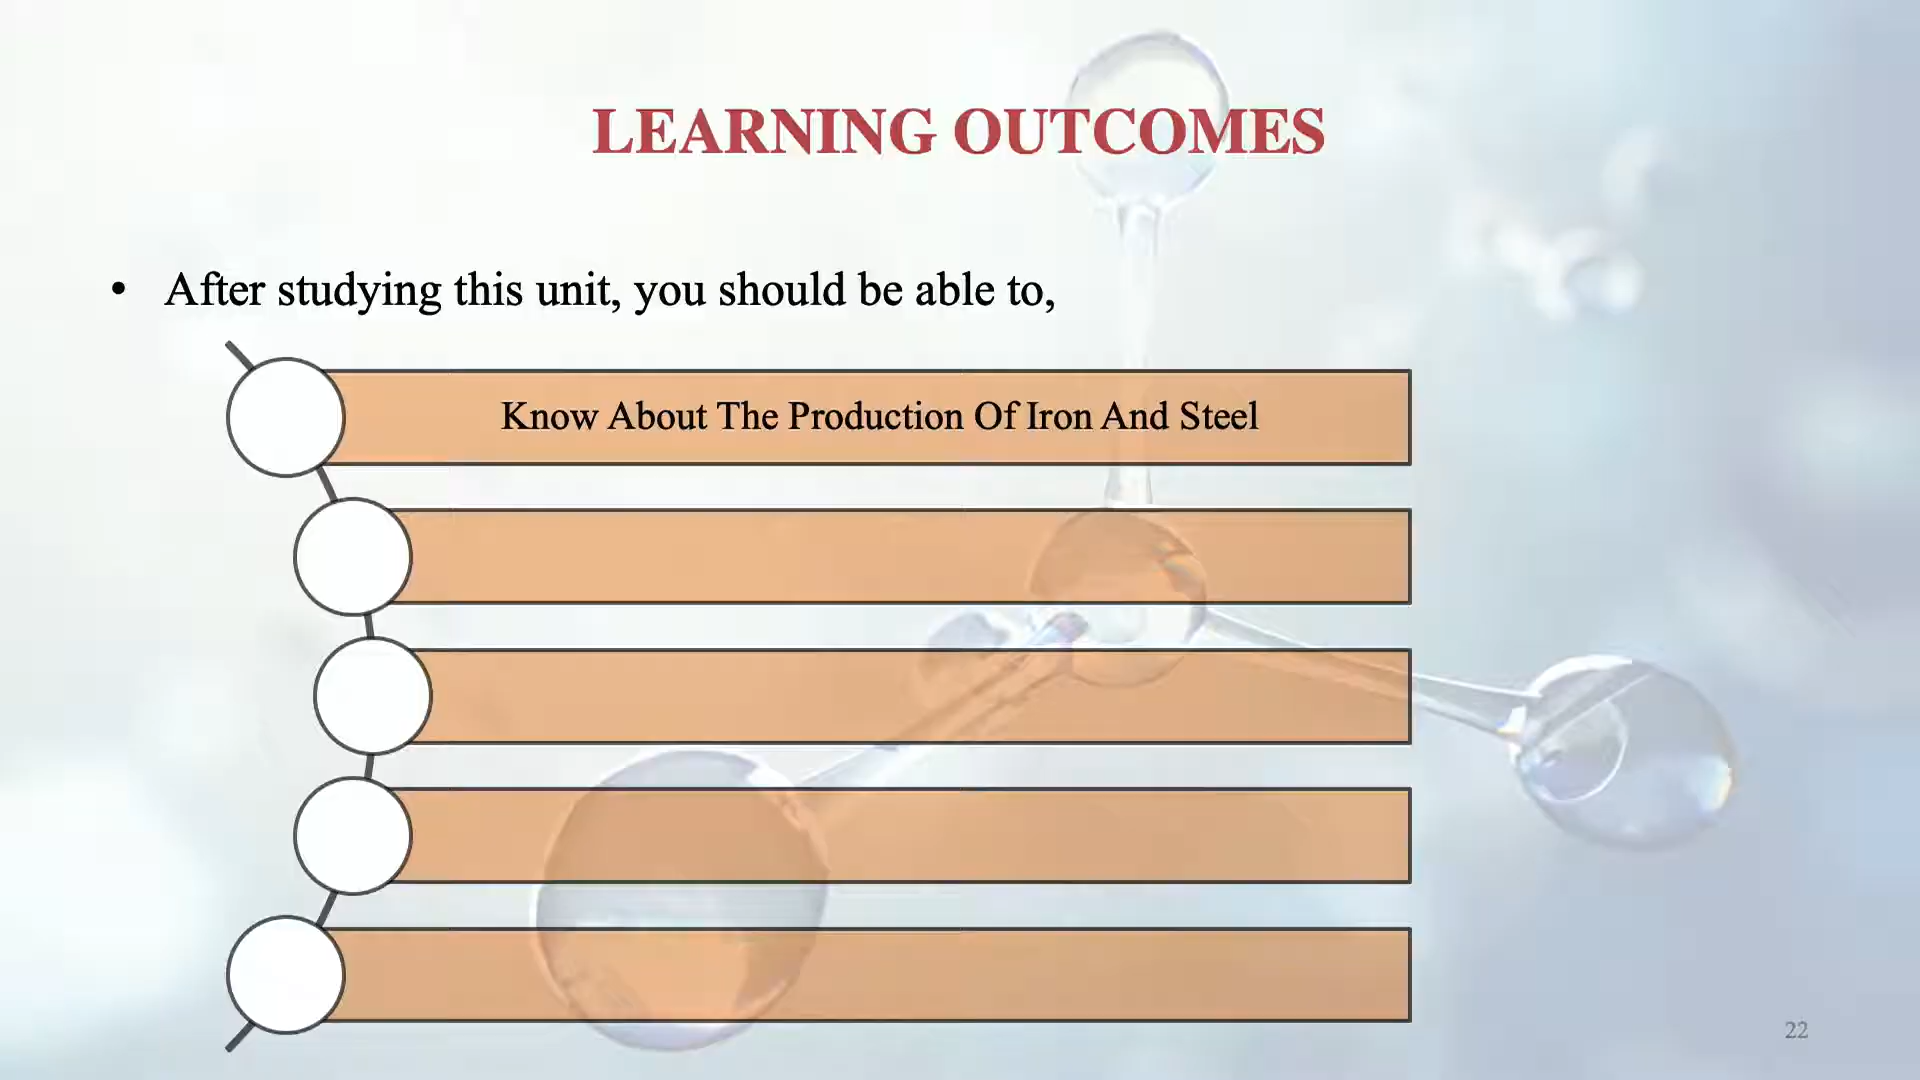 LEARNING OUTCOMES
• After studying this unit, you should be able to,
Know About The Production Of Iron And Steel
22